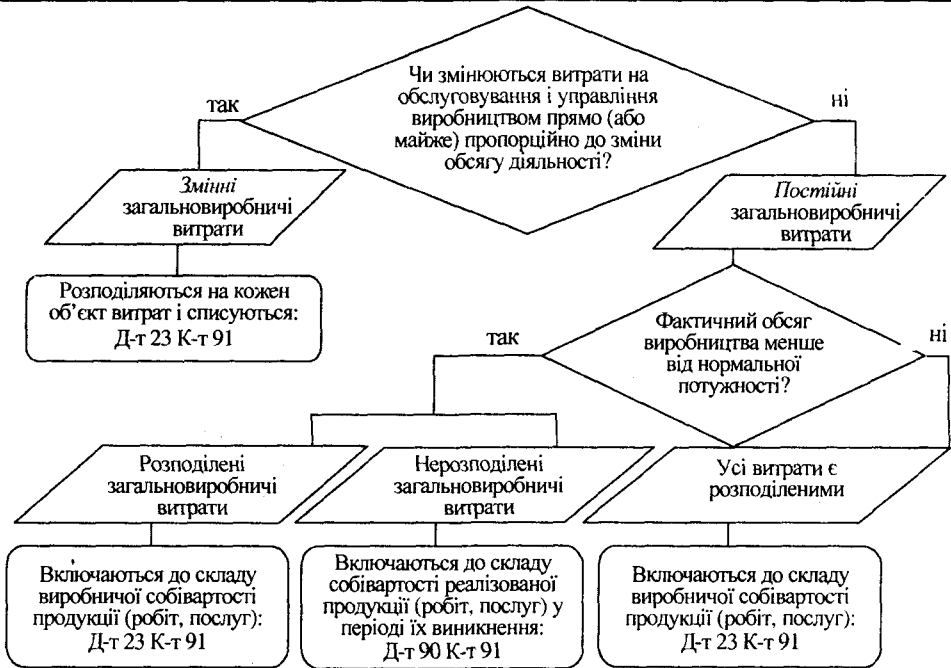 Чи змінюються витрати на
обслуговування і управління
виробництвом прямо (або
майже) пропорційно до зміни
обсягу діяльності?
так
ні
Змінні
загальновиробничі
витрати
Постійні
загальновиробничі
витрати
Розподіляються на кожен
об’єкт витрат і списуються:
Д-т 23 К-т 91
Фактичний обсяг
виробництва менше
від нормальної
потужності?
так
ні
Розподілені
загальновиробничі
витрати
Нерозподілені
загальновиробничі
витрати
Усі витрати є
розподіленими
Включаються до складу
виробничої собівартості
продукції (робіт, послуг):
Д-т 23 К-т 91
Включаються до складу
собівартості реалізованої
продукції (робіт, послуг) у
періоді їх виникнення:
Д-т 90 К-т 91
Включаються до складу
виробничої собівартості
продукції (робіт, послуг):
Д-т 23 К-т 91